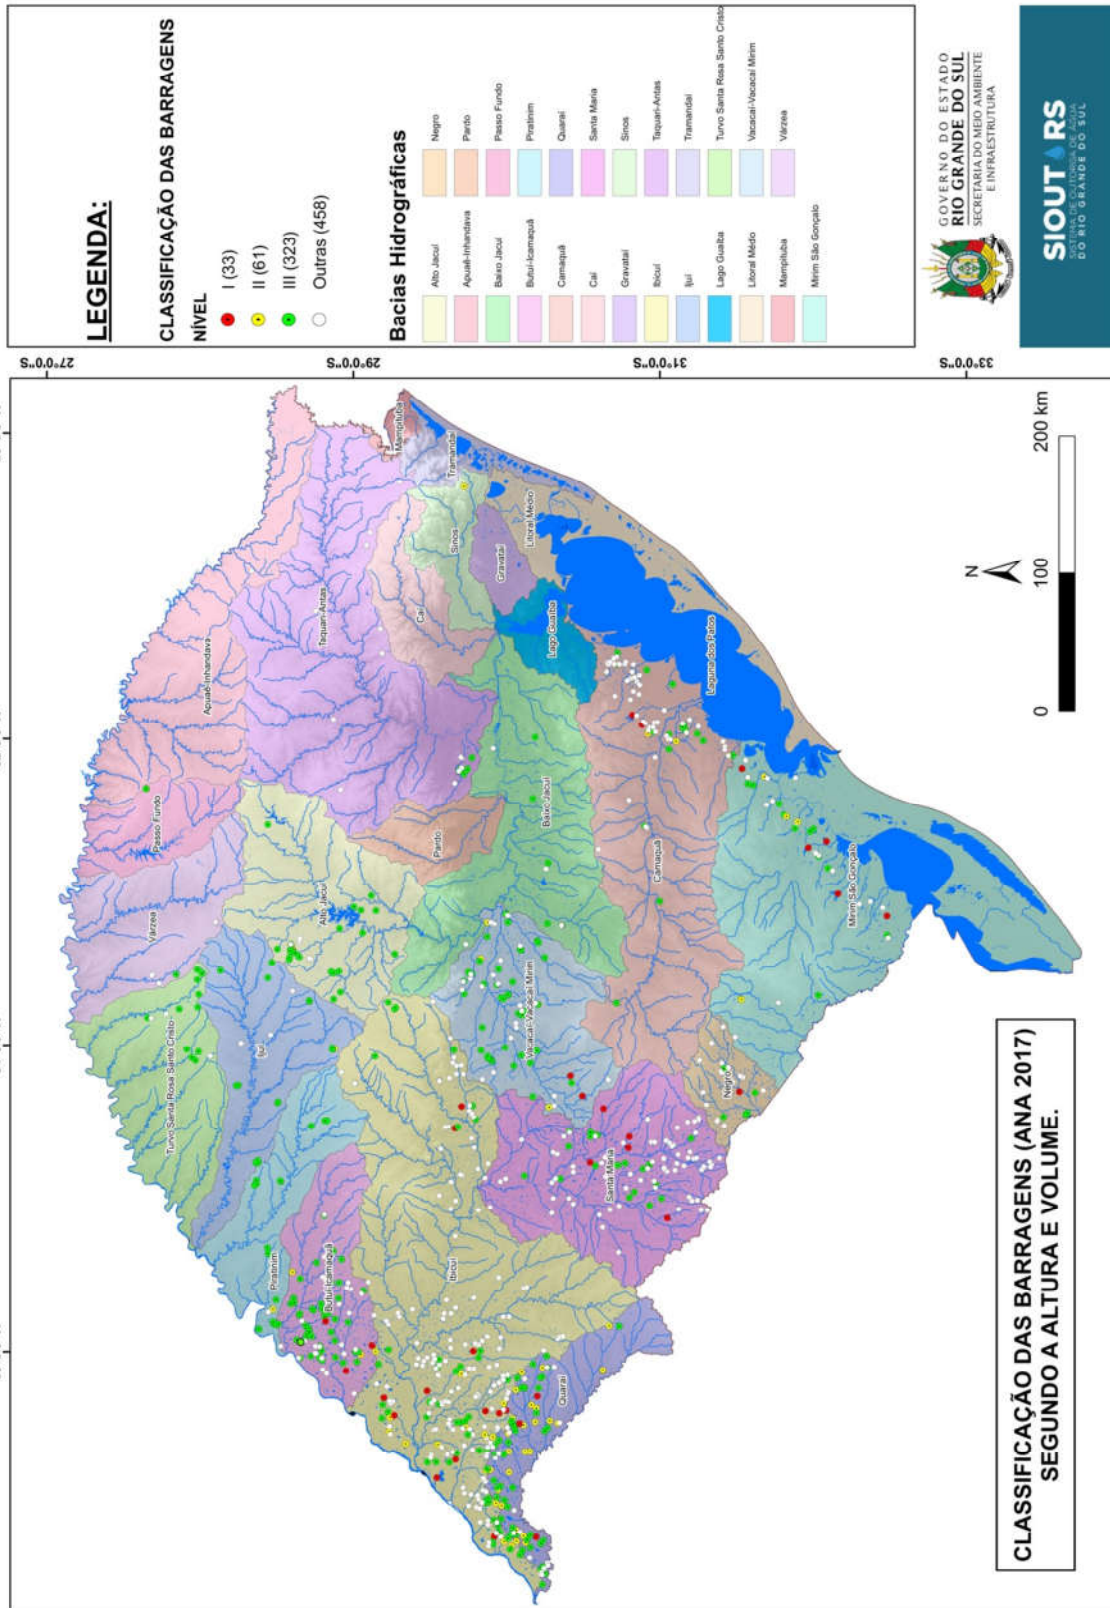 LEGENDA:
CLASSIFICAÇÃO DAS BARRAGENS
NÍVEL
I (33)
II (61)
III (323)
Outras (458)
Bacias Hidrográficas
Alto Jacuí
Apuaê-Inhandava
Baixo Jacuí
Butuí-Icamaquã
Camaquã
Caí
Gravataí
Ibicuí
Ijuí
Lago Guaíba
Litoral Médo
Mampituba
Mirim São Gonçalo
Negro
Pardo
Passo Fundo
Piratinim
Quaraí
Santa Maria
Sinos
Taquari-Antas
Tramandaí
Turvo Santa Rosa Santo Cristo
Vacacaí-Vacacaí Mirim
Várzea
GOVERNO DO ESTADO
RIO GRANDE DO SUL
SECRETARIA DO MEIO AMBIENTE
E INFRAESTRUTURA
SIOUT RS
SISTEMA DE OUTORGA DE ÁGUA
DO RIO GRANDE DO SUL
27°0'0"S
29°0'0"S
31°0'0"S
33°0'0"S
Mampituba
Tramandaí
Apuaê-Inhandava
Taquari-Antas
Sinos
Caí
Gravataí
Litoral Médio
Lago Guaíba
Laguna dos Patos
Passo Fundo
Várzea
Pardo
Alto Jacuí
Baixo Jacuí
Camaquã
Mirim São Gonçalo
Turvo Santa Rosa Santo Cristo
Ijuí
Vacacaí-Vacacaí Mirim
Negro
Santa Maria
Piratinim
Butuí-Icamaquã
Ibicuí
Quaraí
N
0 100 200 km
CLASSIFICAÇÃO DAS BARRAGENS (ANA 2017)
SEGUNDO A ALTURA E VOLUME.